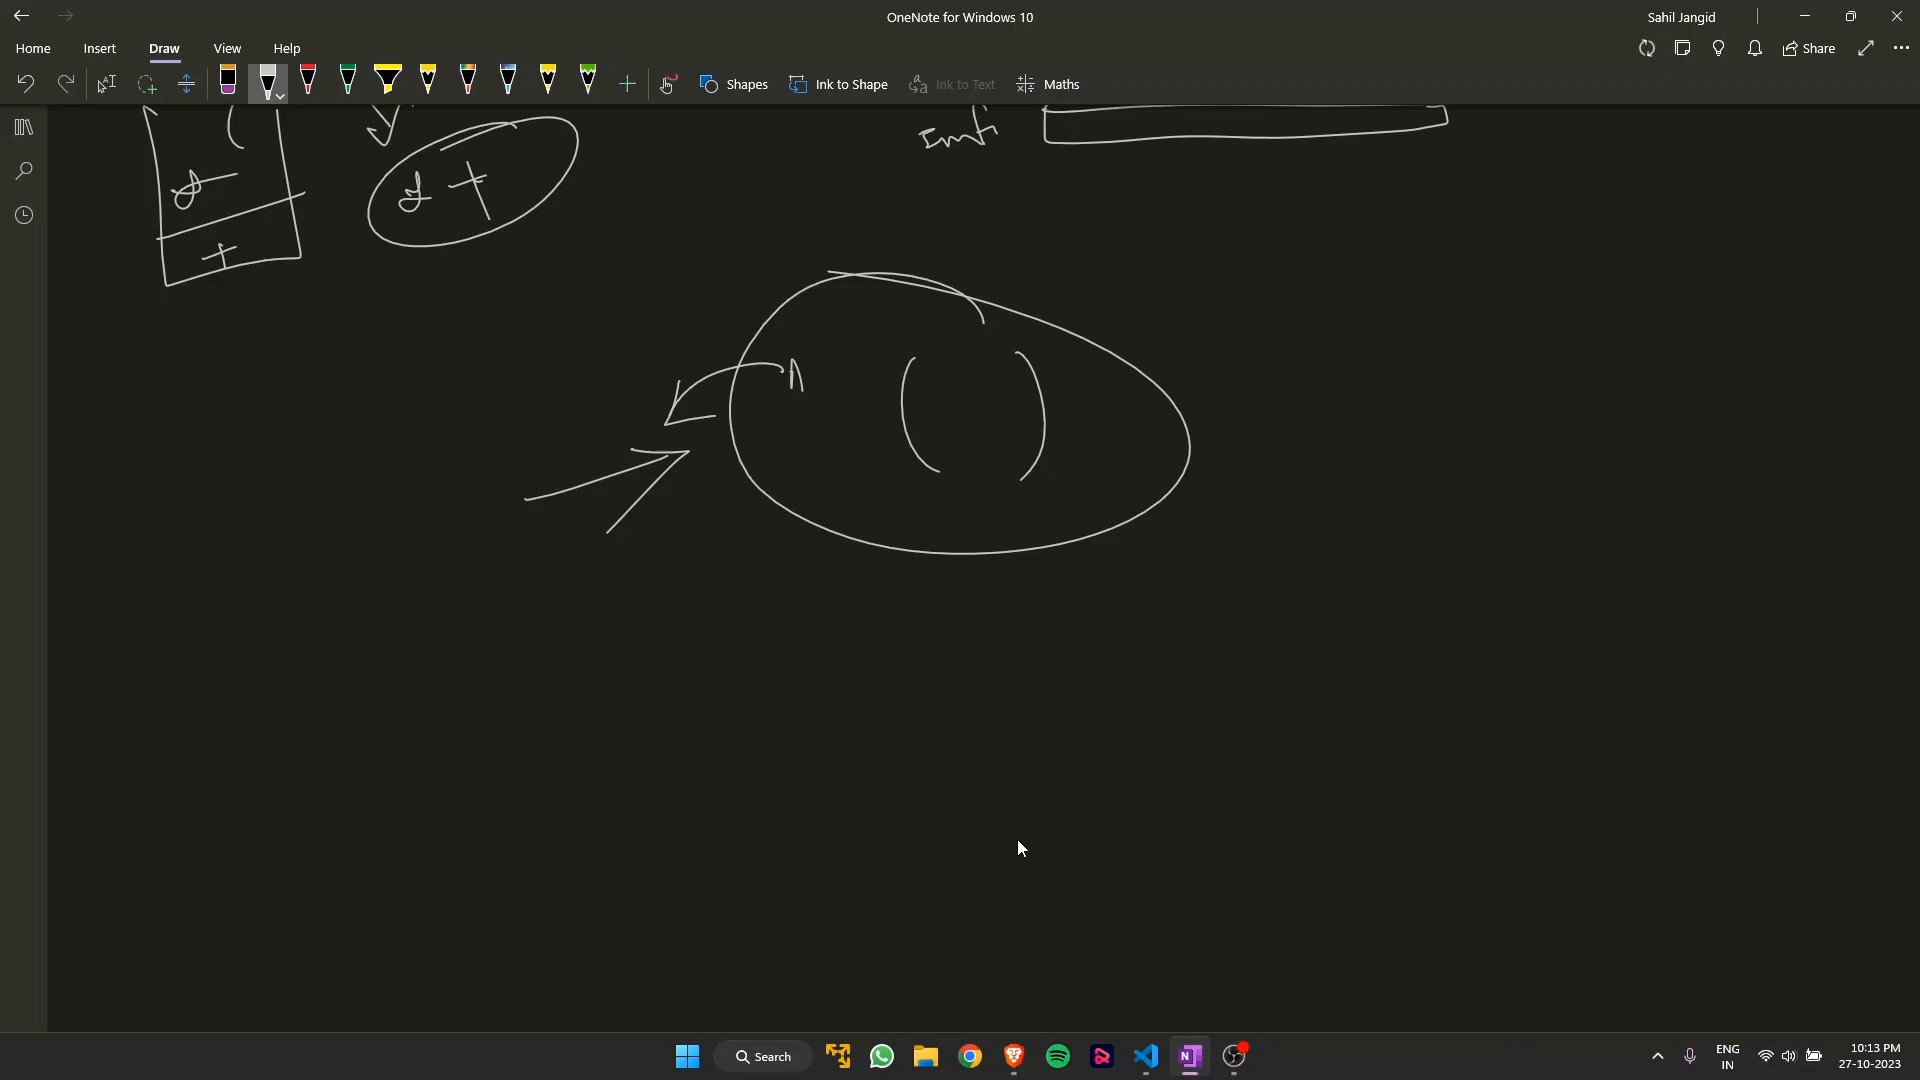 OneNote for Windows 10
Sahil Jangid
Home Insert Draw View Help
Share
Shapes Ink to Shape Ink to Text Maths
+
( )
Search
ENG
IN
10:13 PM
27-10-2023